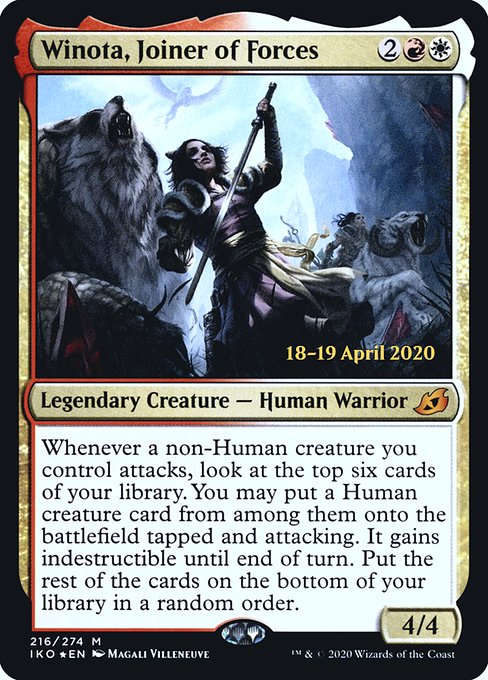 Winota, Joiner of Forces 2
18-19 April 2020
Legendary Creature — Human Warrior
Whenever a non-Human creature you
control attacks, look at the top six cards
of your library. You may put a Human
creature card from among them onto the
battlefield tapped and attacking. It gains
indestructible until end of turn. Put the
rest of the cards on the bottom of your
library in a random order.
4/4
216/274 M
IKO ★ EN Magali Villeneuve
™ & © 2020 Wizards of the Coast